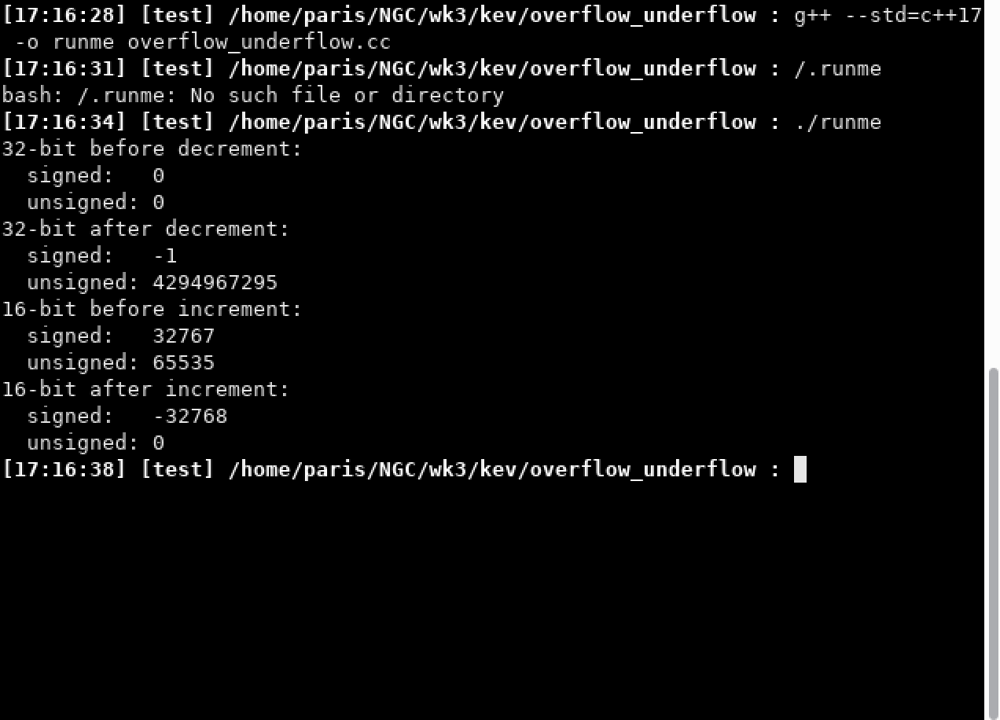 [17:16:28] [test] /home/paris/NGC/wk3/kev/overflow_underflow : g++ --std=c++17
 -o runme overflow_underflow.cc
[17:16:31] [test] /home/paris/NGC/wk3/kev/overflow_underflow : /.runme
bash: /.runme: No such file or directory
[17:16:34] [test] /home/paris/NGC/wk3/kev/overflow_underflow : ./runme
32-bit before decrement:
  signed:   0
  unsigned: 0
32-bit after decrement:
  signed:   -1
  unsigned: 4294967295
16-bit before increment:
  signed:   32767
  unsigned: 65535
16-bit after increment:
  signed:   -32768
  unsigned: 0
[17:16:38] [test] /home/paris/NGC/wk3/kev/overflow_underflow :